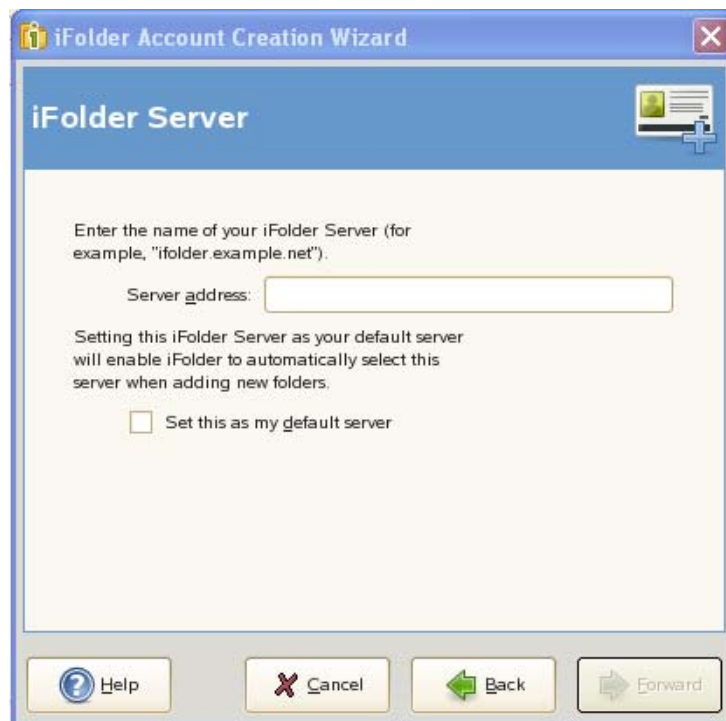 iFolder Account Creation Wizard
iFolder Server
Enter the name of your iFolder Server (for
example, "ifolder.example.net").
Server address:
Setting this iFolder Server as your default server
will enable iFolder to automatically select this
server when adding new folders.
Set this as my default server
Help Cancel Back Forward